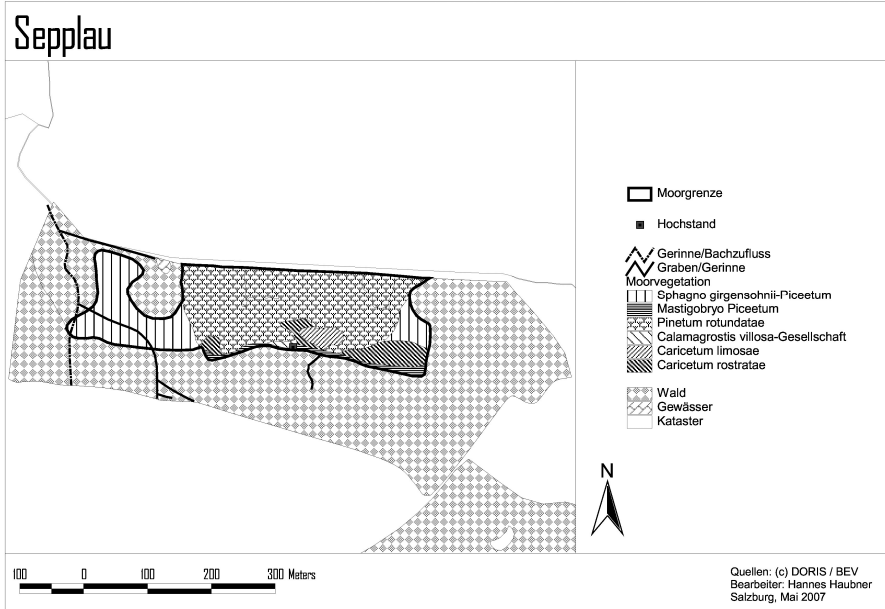 Sepplau
Moorgrenze
Hochstand
Gerinne/Bachzufluss
Graben/Gerinne
Moorvegetation
Sphagno girgensohnii-Piceetum
Mastigobryo Piceetum
Pinetum rotundatae
Calamagrostis villosa-Gesellschaft
Caricetum limosae
Caricetum rostratae
Wald
Gewässer
Kataster
N
100 0 100 200 300 Meters
Quellen: (c) DORIS / BEV
Bearbeiter: Hannes Haubner
Salzburg, Mai 2007